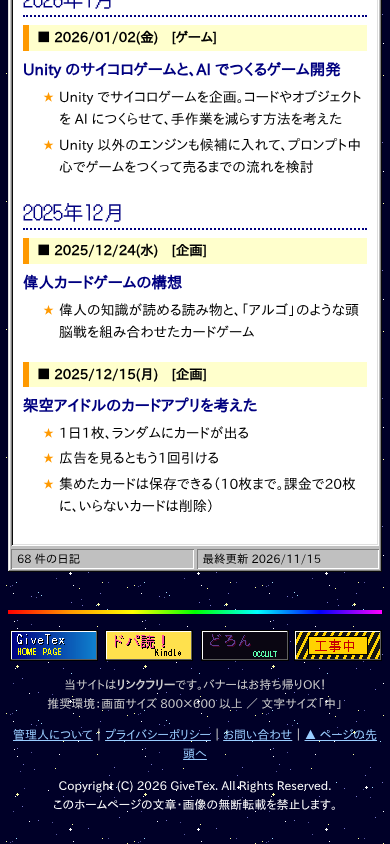 2026年1月
■ 2026/01/02(金) [ゲーム]
Unity のサイコロゲームと、AI でつくるゲーム開発
★ Unity でサイコロゲームを企画。コードやオブジェクト
を AI につくらせて、手作業を減らす方法を考えた
★ Unity 以外のエンジンも候補に入れて、プロンプト中
心でゲームをつくって売るまでの流れを検討
2025年12月
■ 2025/12/24(水) [企画]
偉人カードゲームの構想
★ 偉人の知識が読める読み物と、「アルゴ」のような頭
脳戦を組み合わせたカードゲーム
■ 2025/12/15(月) [企画]
架空アイドルのカードアプリを考えた
★ 1日1枚、ランダムにカードが出る
★ 広告を見るともう1回引ける
★ 集めたカードは保存できる（10枚まで。課金で20枚
に、いらないカードは削除）
68 件の日記
最終更新 2026/11/15
GiveTex
HOME PAGE
ドパ読!
Kindle
どろん
OCCULT
工事中
当サイトはリンクフリーです。バナーはお持ち帰りOK！
推奨環境：画面サイズ 800×600 以上 ／ 文字サイズ「中」
管理人について | プライバシーポリシー | お問い合わせ | ▲ ページの先
頭へ
Copyright (C) 2026 GiveTex. All Rights Reserved.
このホームページの文章・画像の無断転載を禁止します。